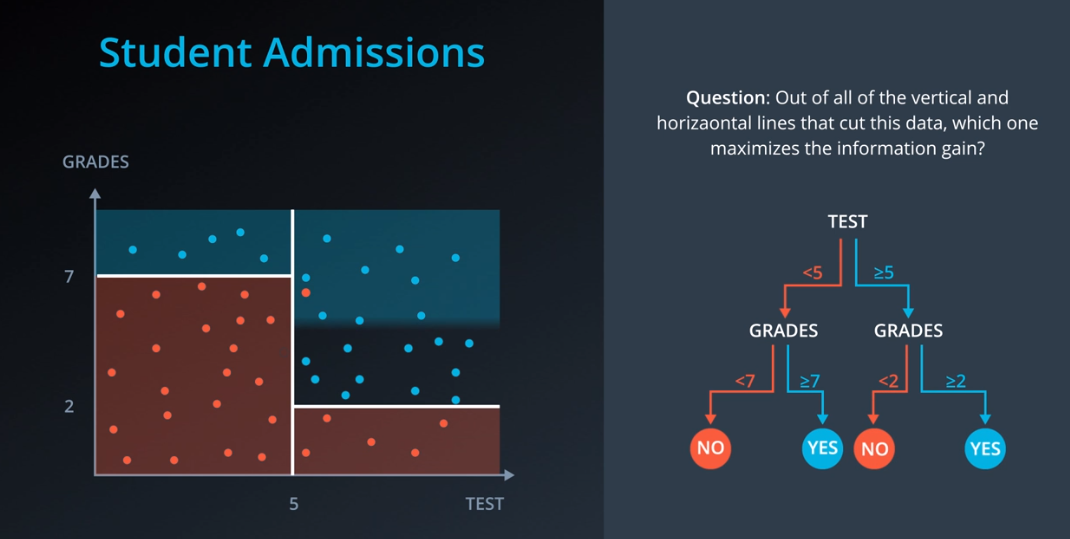 Student Admissions
Question: Out of all of the vertical and
horizaontal lines that cut this data, which one
maximizes the information gain?
GRADES
7
2
5
TEST
TEST
<5
≥5
GRADES
GRADES
<7
≥7
<2
≥2
NO
YES
NO
YES